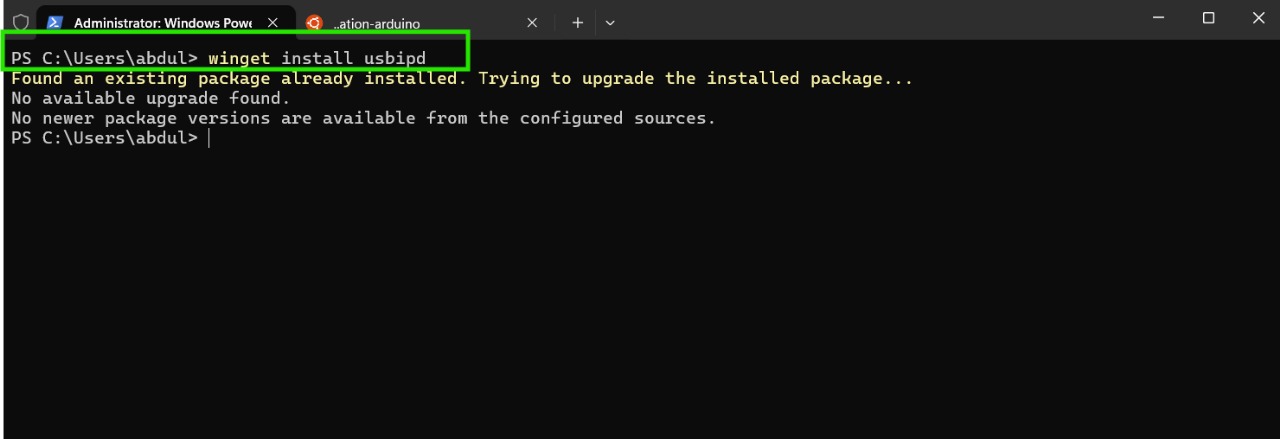 Administrator: Windows Powe
..ation-arduino
PS C:\Users\abdul> winget install usbipd
Found an existing package already installed. Trying to upgrade the installed package...
No available upgrade found.
No newer package versions are available from the configured sources.
PS C:\Users\abdul>